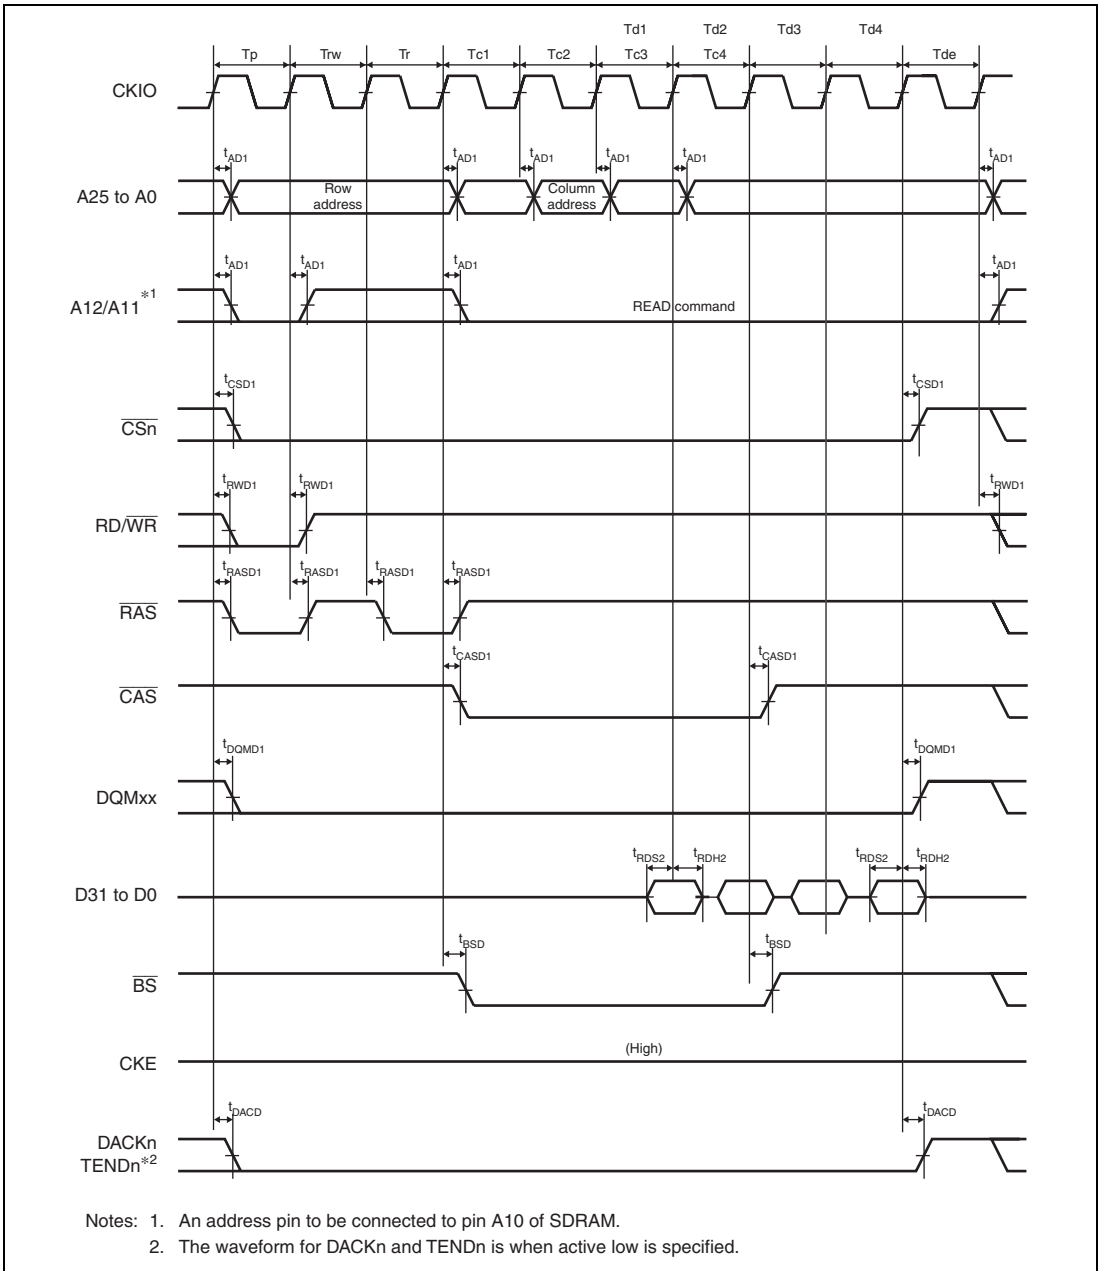 Td1 Td2 Td3 Td4
Tp Trw Tr Tc1 Tc2 Tc3 Tc4 Tde
CKIO
tAD1 tAD1 tAD1 tAD1 tAD1 tAD1
A25 to A0
Row address
Column address
tAD1 tAD1 tAD1 tAD1
A12/A11*1
READ command
tCSD1 tCSD1
CSn
tRWD1 tRWD1 tRWD1
RD/WR
tRASD1 tRASD1 tRASD1 tRASD1
RAS
tCASD1 tCASD1
CAS
tDQMD1 tDQMD1
DQMxx
tRDS2 tRDH2 tRDS2 tRDH2
D31 to D0
tBSD tBSD
BS
(High)
CKE
tDACD tDACD
DACKn
TENDn*2
Notes: 1. An address pin to be connected to pin A10 of SDRAM.
2. The waveform for DACKn and TENDn is when active low is specified.